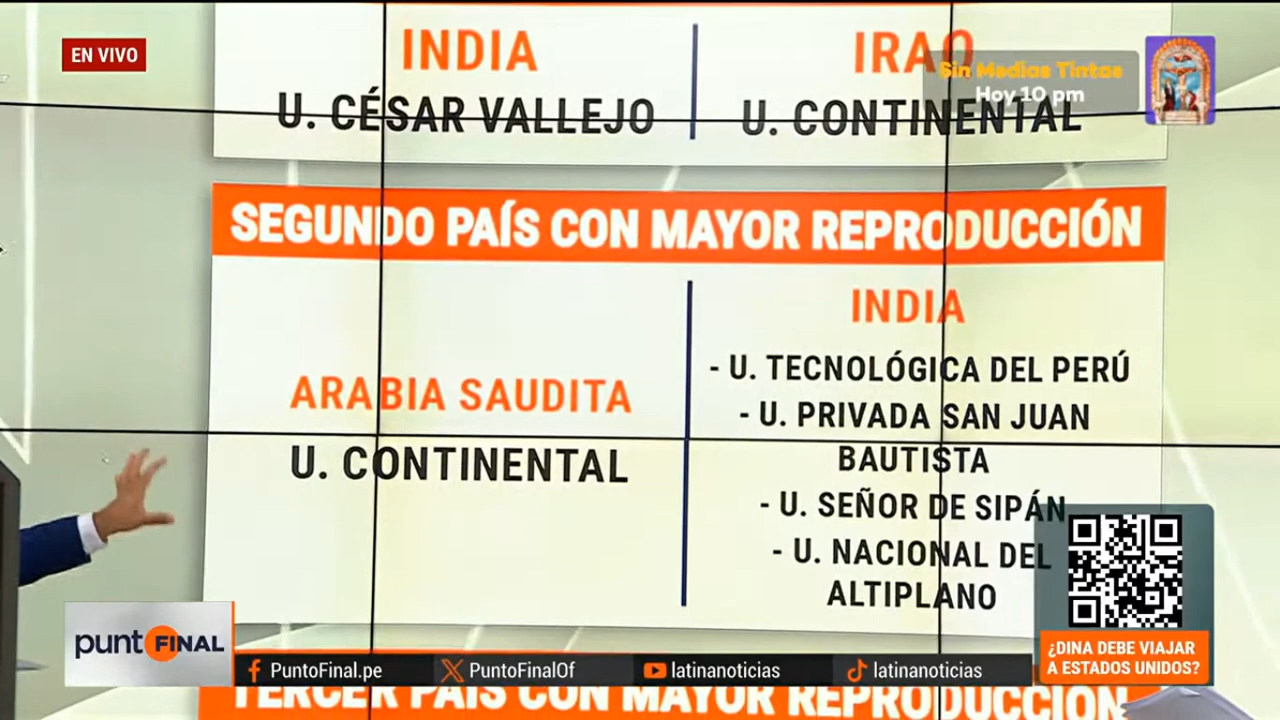 EN VIVO
INDIA
U. CÉSAR VALLEJO
IRAQ
U. CONTINENTAL
Sin Medias Tintas
Hoy 10 pm
SEGUNDO PAÍS CON MAYOR REPRODUCCIÓN
ARABIA SAUDITA
U. CONTINENTAL
INDIA
- U. TECNOLÓGICA DEL PERÚ
- U. PRIVADA SAN JUAN
BAUTISTA
- U. SEÑOR DE SIPÁN
- U. NACIONAL DEL
ALTIPLANO
punto FINAL
PuntoFinal.pe
PuntoFinalOf
latinanoticias
latinanoticias
¿DINA DEBE VIAJAR
A ESTADOS UNIDOS?
TERCER PAÍS CON MAYOR REPRODUCCIÓN